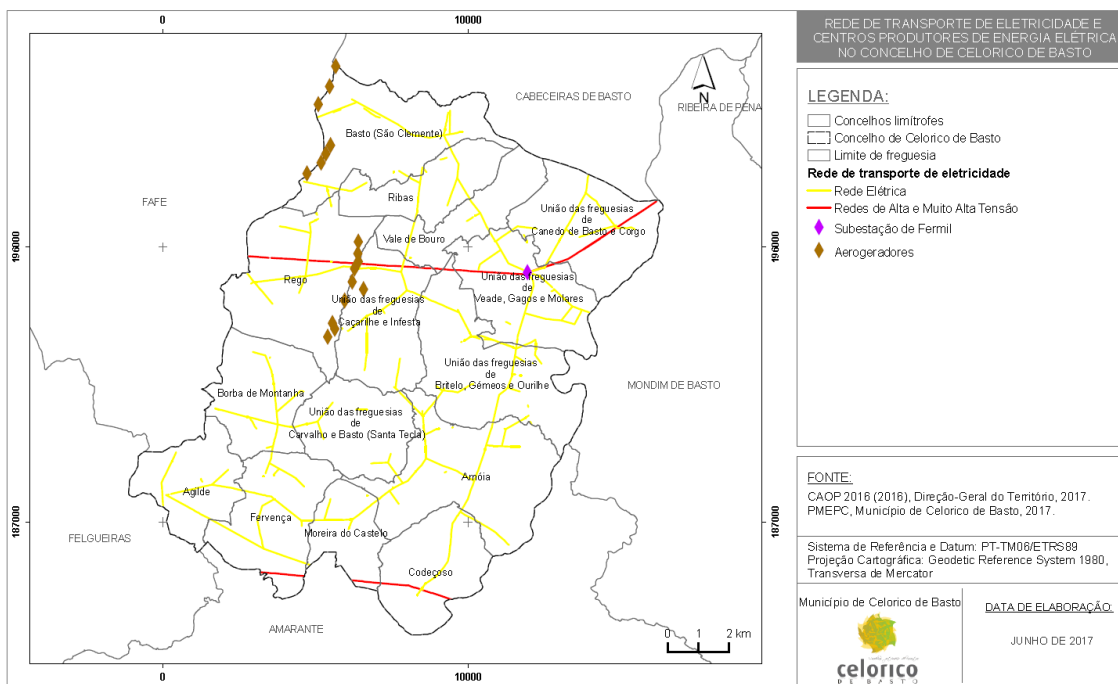 0
10000
REDE DE TRANSPORTE DE ELETRICIDADE E
CENTROS PRODUTORES DE ENERGIA ELÉTRICA
NO CONCELHO DE CELORICO DE BASTO
CABECEIRAS DE BASTO
RIBEIRA DE PENA
N
Basto (São Clemente)
FAFE
Ribas
União das freguesias
de
Canedo de Basto e Corgo
Vale de Bouro
196000
196000
Rego
União das freguesias
de
Veade, Gagos e Molares
União das freguesias
de
Caçarilhe e Infesta
União das freguesias
de
Britelo, Gémeos e Ourilhe
MONDIM DE BASTO
Borba de Montanha
União das freguesias
de
Carvalho e Basto (Santa Tecla)
Arnóia
Agilde
Fervença
Moreira do Castelo
187000
187000
FELGUEIRAS
Codeçoso
AMARANTE
0 1 2 km
0
10000
LEGENDA:
Concelhos limítrofes
Concelho de Celorico de Basto
Limite de freguesia
Rede de transporte de eletricidade
Rede Elétrica
Redes de Alta e Muito Alta Tensão
Subestação de Fermil
Aerogeradores
FONTE:
CAOP 2016 (2016), Direção-Geral do Território, 2017.
PMEPC, Município de Celorico de Basto, 2017.
Sistema de Referência e Datum: PT-TM06/ETRS89
Projeção Cartográfica: Geodetic Reference System 1980,
Transversa de Mercator
Município de Celorico de Basto
celorico
DE BASTO
DATA DE ELABORAÇÃO:
JUNHO DE 2017